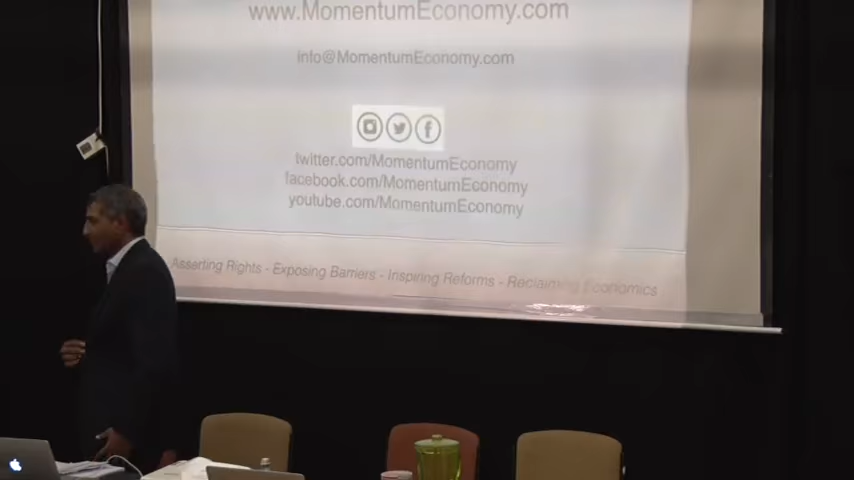 www.MomentumEconomy.com
info@MomentumEconomy.com
twitter.com/MomentumEconomy
facebook.com/MomentumEconomy
youtube.com/MomentumEconomy
Asserting Rights - Exposing Barriers - Inspiring Reforms - Reclaiming Economics